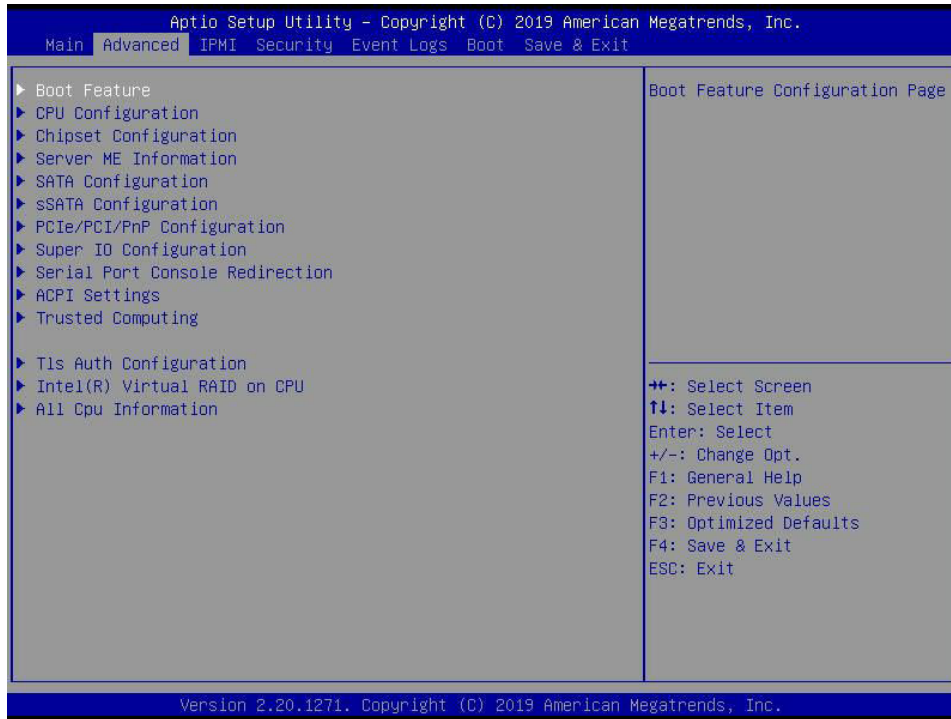 Aptio Setup Utility – Copyright (C) 2019 American Megatrends, Inc.
Main Advanced IPMI Security Event Logs Boot Save & Exit
Boot Feature
CPU Configuration
Chipset Configuration
Server ME Information
SATA Configuration
sSATA Configuration
PCIe/PCI/PnP Configuration
Super IO Configuration
Serial Port Console Redirection
ACPI Settings
Trusted Computing
Tls Auth Configuration
Intel(R) Virtual RAID on CPU
All Cpu Information
Boot Feature Configuration Page
→←: Select Screen
↑↓: Select Item
Enter: Select
+/-: Change Opt.
F1: General Help
F2: Previous Values
F3: Optimized Defaults
F4: Save & Exit
ESC: Exit
Version 2.20.1271. Copyright (C) 2019 American Megatrends, Inc.